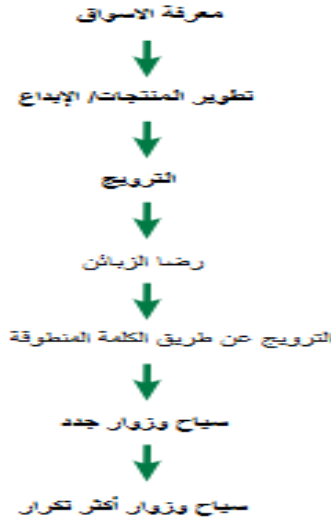 معرفة الاسواق
تطوير المنتجات/ الإبداع
الترويج
رضا الزبائن
الترويج عن طريق الكلمة المنطوقة
سياح وزوار جدد
سياح وزوار أكثر تكرار